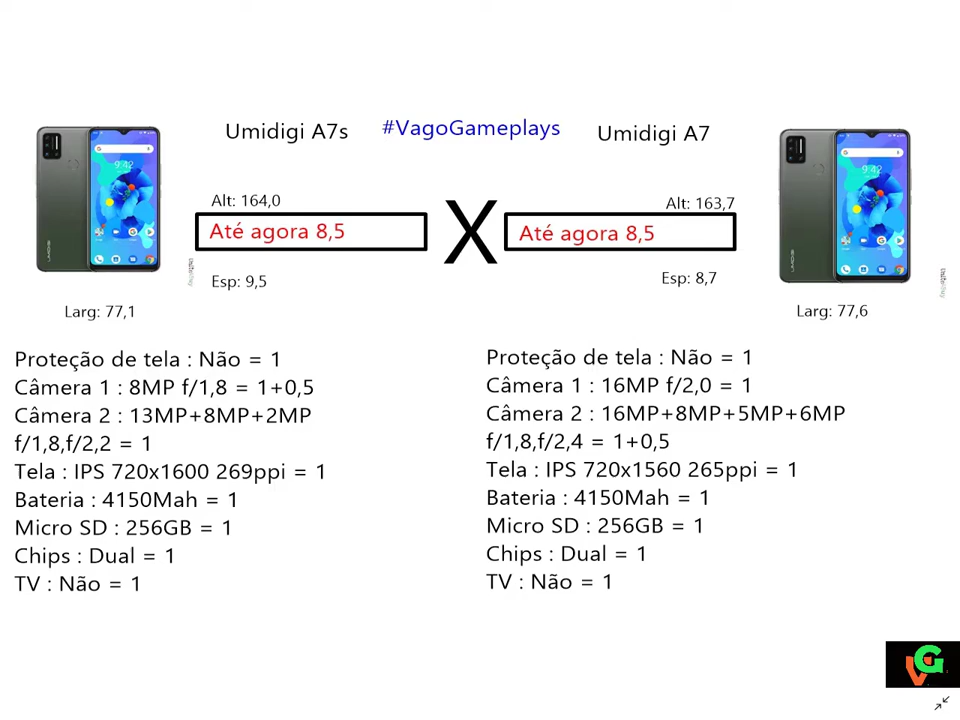 Umidigi A7s
#VagoGameplays
Umidigi A7
Alt: 164,0
Até agora 8,5
Esp: 9,5
Larg: 77,1
X
Alt: 163,7
Até agora 8,5
Esp: 8,7
Larg: 77,6
Proteção de tela : Não = 1
Câmera 1 : 8MP f/1,8 = 1+0,5
Câmera 2 : 13MP+8MP+2MP
f/1,8,f/2,2 = 1
Tela : IPS 720x1600 269ppi = 1
Bateria : 4150Mah = 1
Micro SD : 256GB = 1
Chips : Dual = 1
TV : Não = 1
Proteção de tela : Não = 1
Câmera 1 : 16MP f/2,0 = 1
Câmera 2 : 16MP+8MP+5MP+6MP
f/1,8,f/2,4 = 1+0,5
Tela : IPS 720x1560 265ppi = 1
Bateria : 4150Mah = 1
Micro SD : 256GB = 1
Chips : Dual = 1
TV : Não = 1
VG